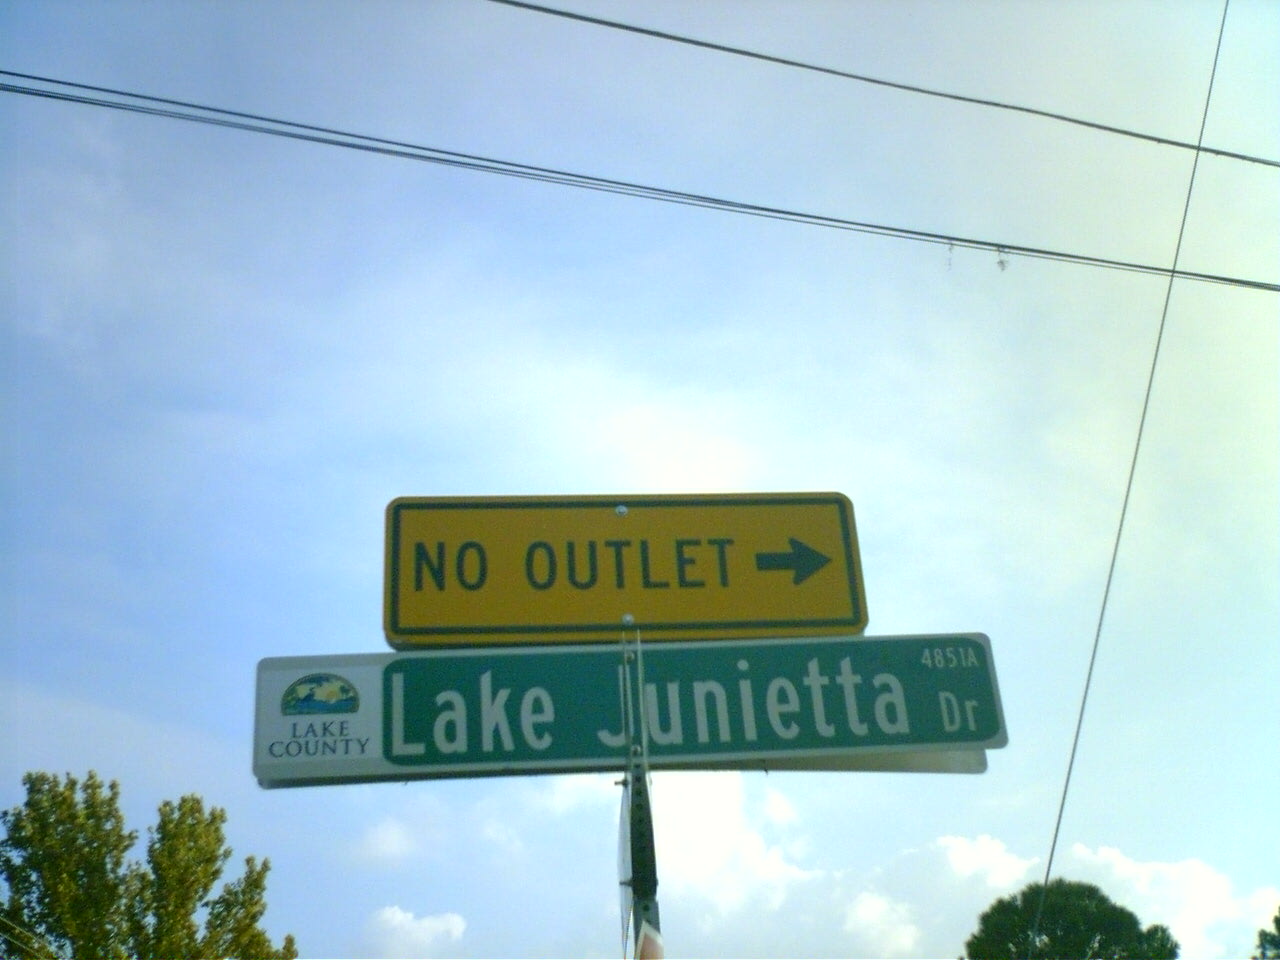 NO OUTLET
4851A
Lake Junietta Dr
LAKE
COUNTY